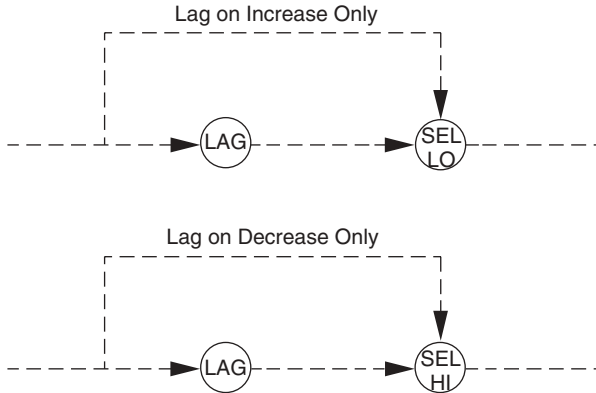 Lag on Increase Only
LAG
SEL
LO
Lag on Decrease Only
LAG
SEL
HI